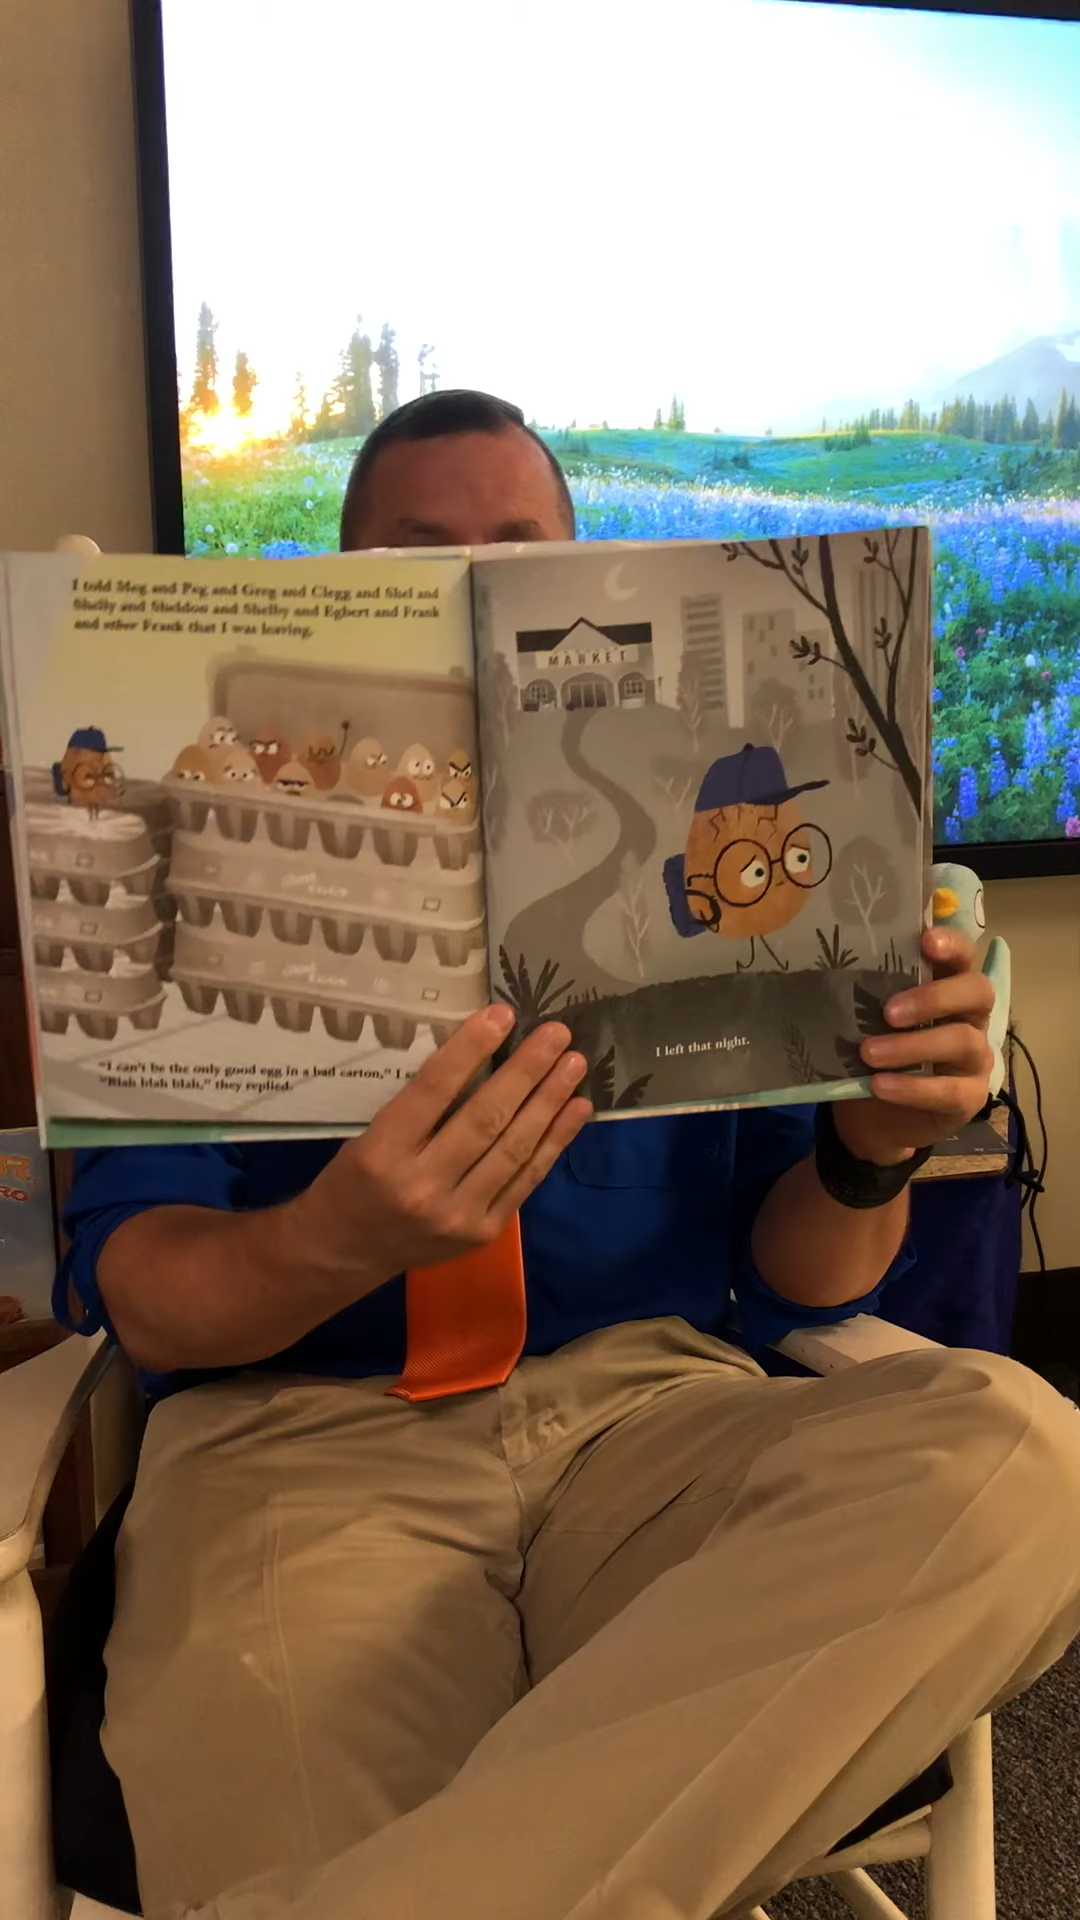 I told Meg and Peg and Greg and Clegg and Shel and
Shelly and Sheldon and Shelby and Egbert and Frank
and other Frank that I was leaving.
MARKET
EGGS
EGGS
"I can't be the only good egg in a bad carton," I
"Blah blah blah," they replied.
I left that night.